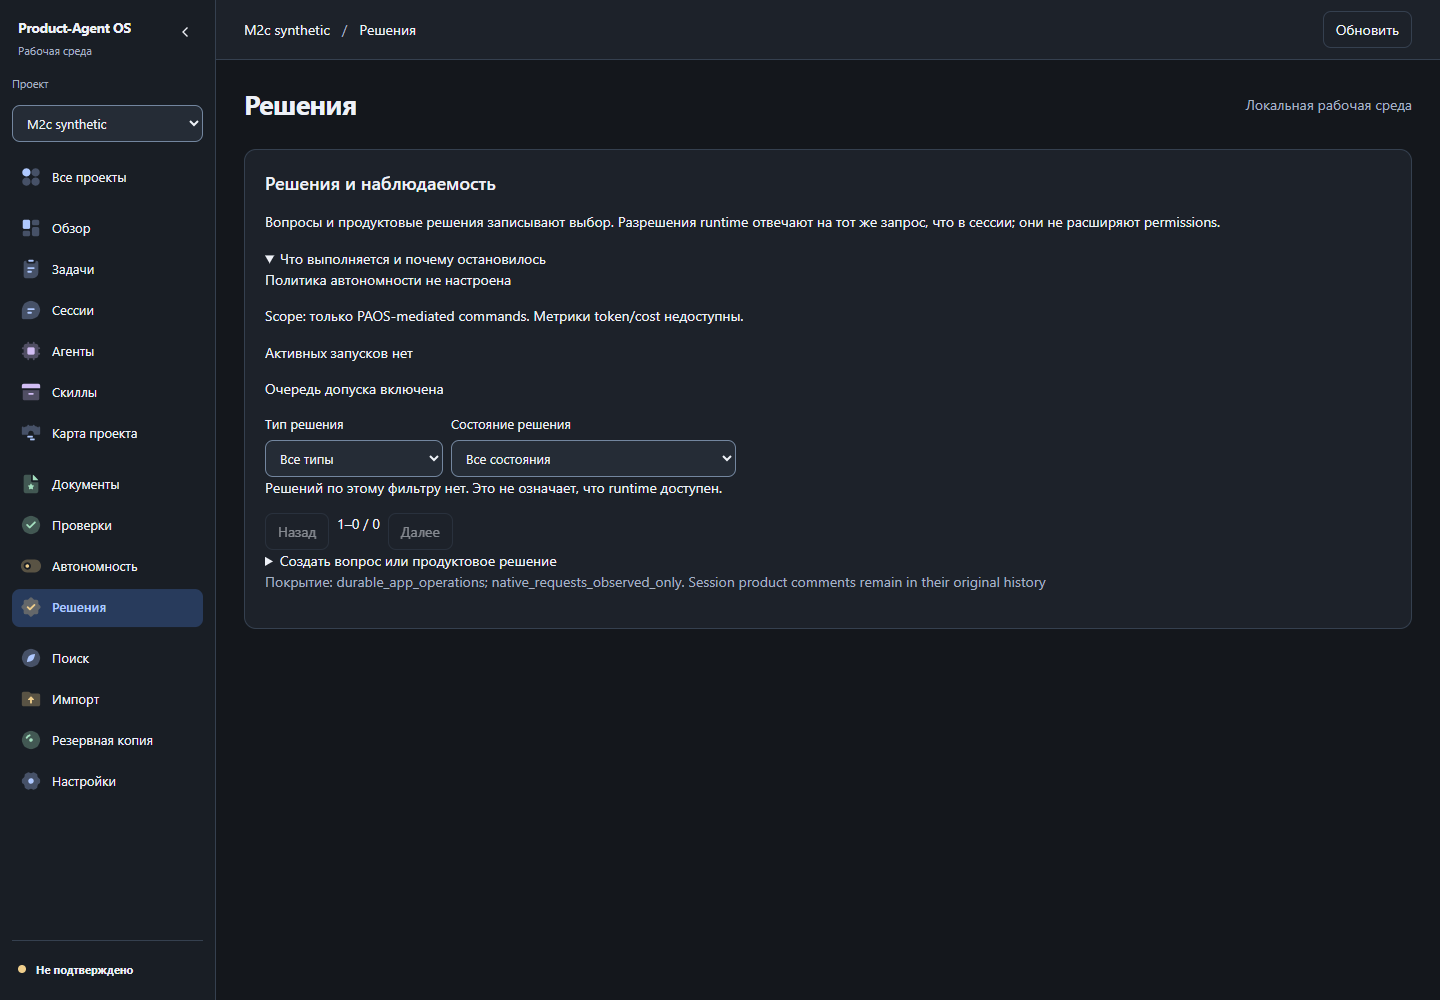 Product-Agent OS
Рабочая среда
Проект
M2c synthetic
Все проекты
Обзор
Задачи
Сессии
Агенты
Скиллы
Карта проекта
Документы
Проверки
Автономность
Решения
Поиск
Импорт
Резервная копия
Настройки
Не подтверждено
M2c synthetic / Решения
Обновить
Решения
Локальная рабочая среда
Решения и наблюдаемость
Вопросы и продуктовые решения записывают выбор. Разрешения runtime отвечают на тот же запрос, что в сессии; они не расширяют permissions.
▼ Что выполняется и почему остановилось
Политика автономности не настроена
Scope: только PAOS-mediated commands. Метрики token/cost недоступны.
Активных запусков нет
Очередь допуска включена
Тип решения Состояние решения
Все типы Все состояния
Решений по этому фильтру нет. Это не означает, что runtime доступен.
Назад 1–0 / 0 Далее
▶ Создать вопрос или продуктовое решение
Покрытие: durable_app_operations; native_requests_observed_only. Session product comments remain in their original history